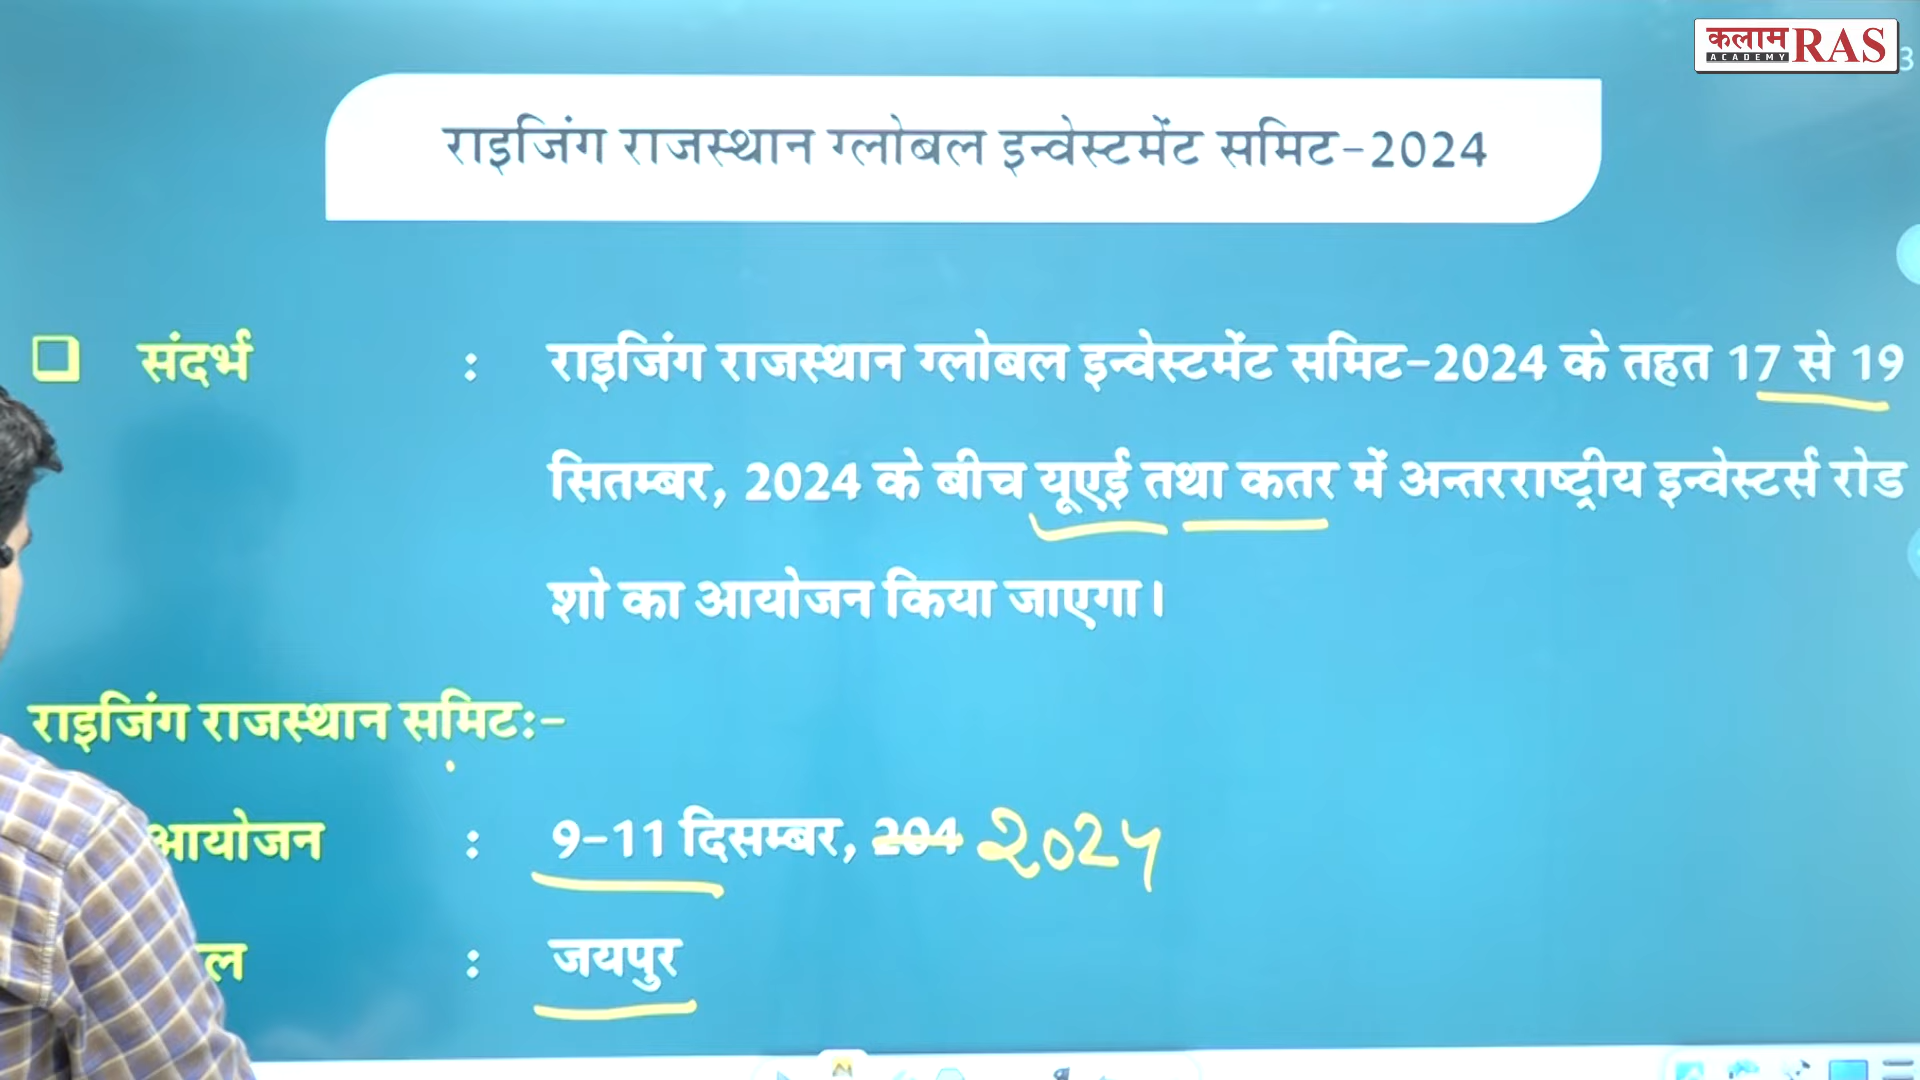 कलाम RAS
ACADEMY
3
राइजिंग राजस्थान ग्लोबल इन्वेस्टमेंट समिट-2024
❑ संदर्भ : राइजिंग राजस्थान ग्लोबल इन्वेस्टमेंट समिट-2024 के तहत 17 से 19
सितम्बर, 2024 के बीच यूएई तथा कतर में अन्तरराष्ट्रीय इन्वेस्टर्स रोड
शो का आयोजन किया जाएगा।
राइजिंग राजस्थान समिट:-
आयोजन : 9-11 दिसम्बर, 204 2024
ल : जयपुर